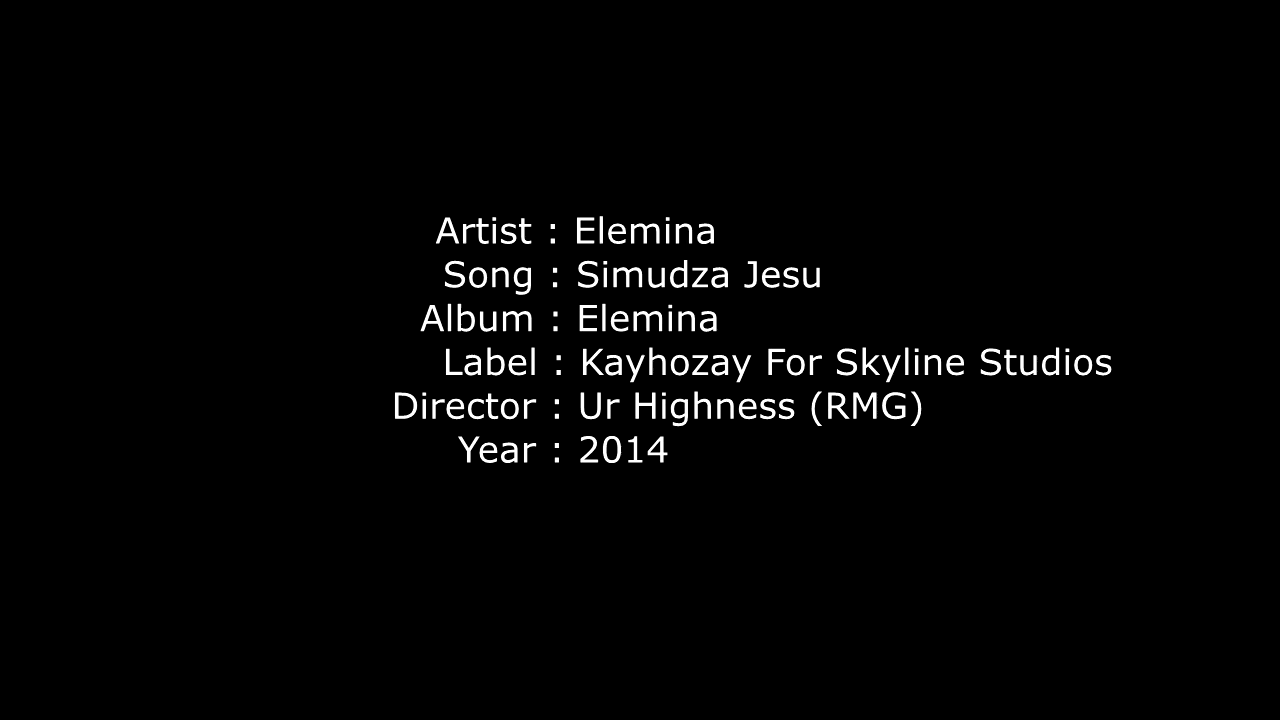 Artist : Elemina
Song : Simudza Jesu
Album : Elemina
Label : Kayhozay For Skyline Studios
Director : Ur Highness (RMG)
Year : 2014